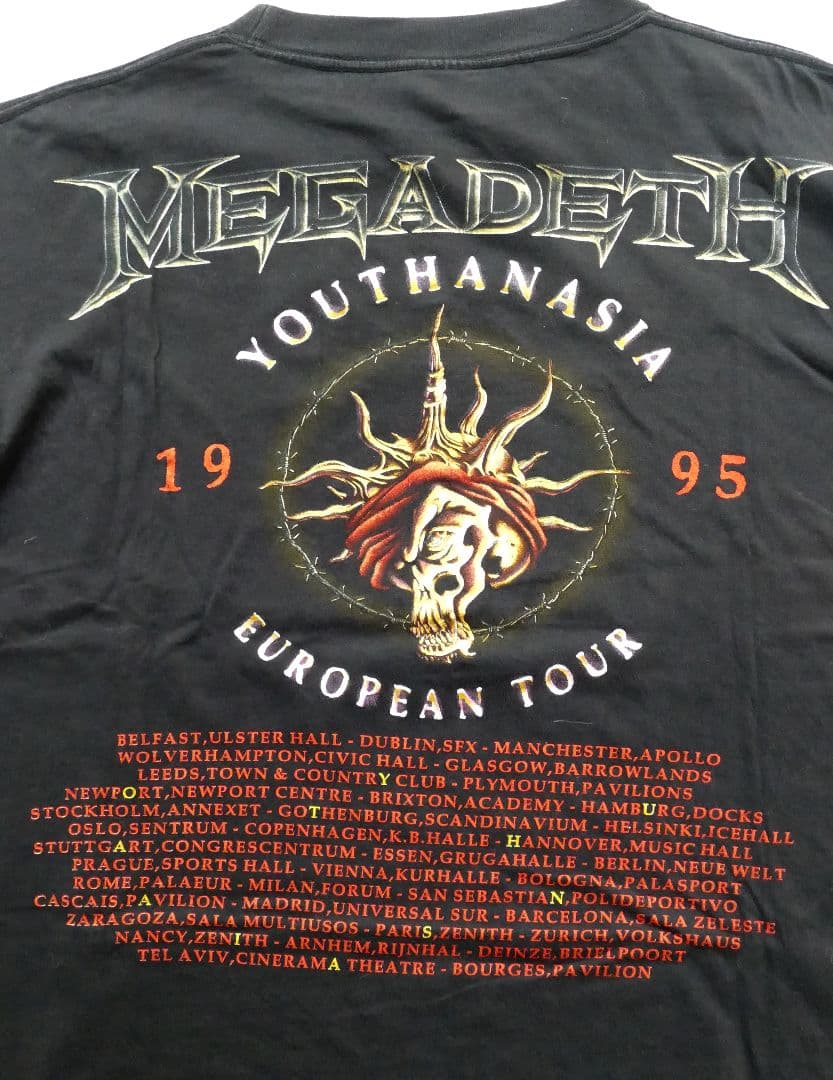 MEGADETH
YOUTHANASIA
19 95
EUROPEAN TOUR
BELFAST,ULSTER HALL - DUBLIN,SFX - MANCHESTER,APOLLO
WOLVERHAMPTON,CIVIC HALL - GLASGOW,BARROWLANDS
LEEDS,TOWN & COUNTRY CLUB - PLYMOUTH,PAVILIONS
NEWPORT,NEWPORT CENTRE - BRIXTON,ACADEMY - HAMBURG,DOCKS
STOCKHOLM,ANNEXET - GOTHENBURG,SCANDINAVIUM - HELSINKI,ICEHALL
OSLO,SENTRUM - COPENHAGEN,K.B.HALLE - HANNOVER,MUSIC HALL
STUTTGART,CONGRESCENTRUM - ESSEN,GRUGAHALLE - BERLIN,NEUE WELT
PRAGUE,SPORTS HALL - VIENNA,KURHALLE - BOLOGNA,PALASPORT
ROME,PALAEUR - MILAN,FORUM - SAN SEBASTIAN,POLIDEPORTIVO
CASCAIS,PAVILION - MADRID,UNIVERSAL SUR - BARCELONA,SALA ZELESTE
ZARAGOZA,SALA MULTIUSOS - PARIS,ZENITH - ZURICH,VOLKSHAUS
NANCY,ZENITH - ARNHEM,RIJNHAL - DEINZE,BRIELPOORT
TEL AVIV,CINERAMA THEATRE - BOURGES,PAVILION